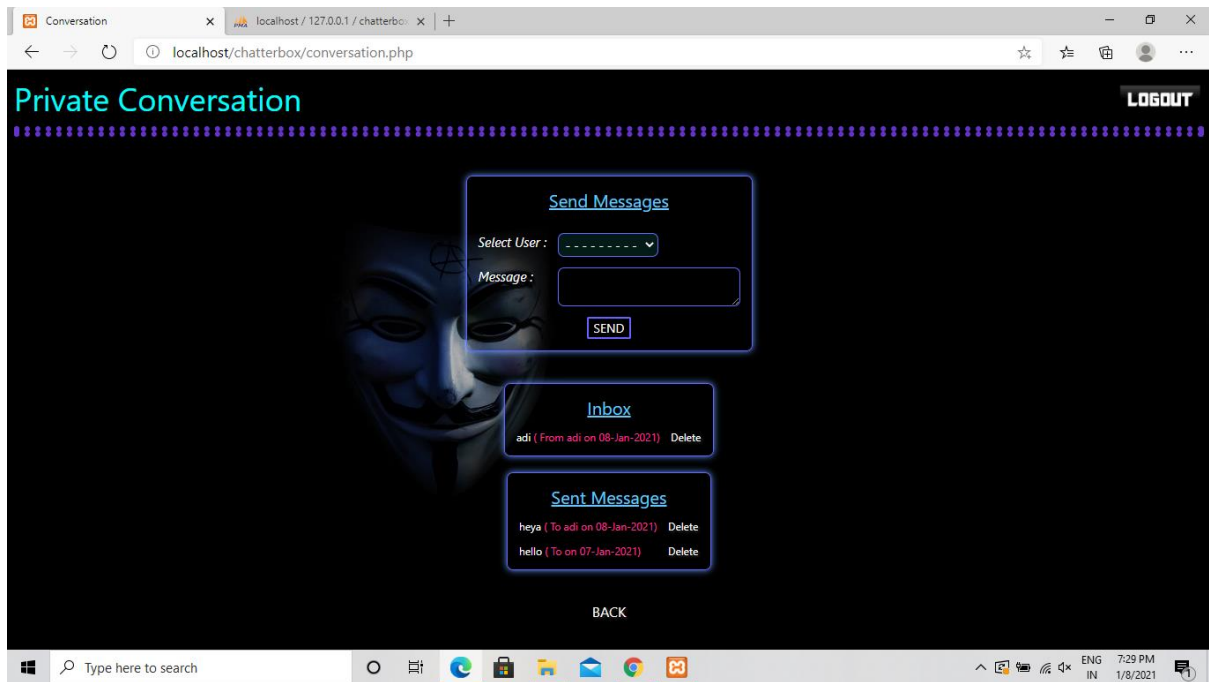 Conversation
localhost / 127.0.0.1 / chatterbox
localhost/chatterbox/conversation.php
Private Conversation
LOGOUT
Send Messages
Select User :
---------
Message :
SEND
Inbox
adi ( From adi on 08-Jan-2021) Delete
Sent Messages
heya ( To adi on 08-Jan-2021) Delete
hello ( To on 07-Jan-2021) Delete
BACK
Type here to search
ENG
IN
7:29 PM
1/8/2021
1